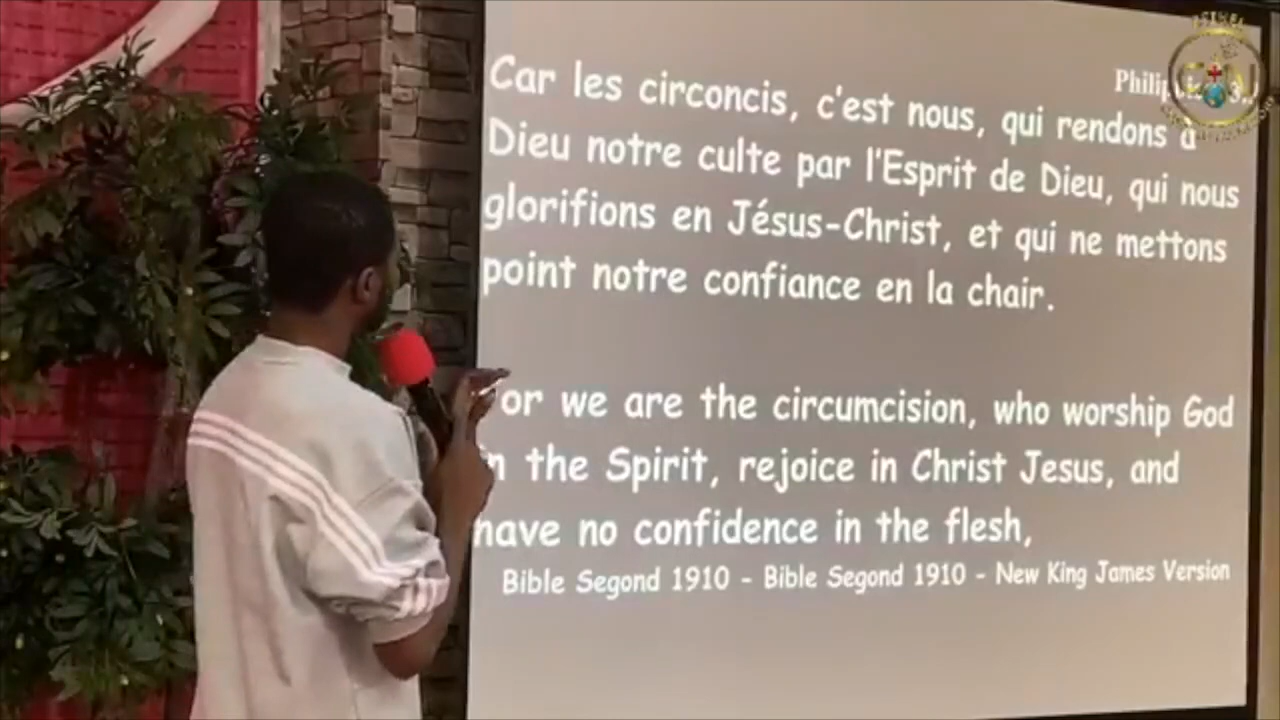 Car les circoncis, c'est nous, qui rendons à
Dieu notre culte par l'Esprit de Dieu, qui nous
glorifions en Jésus-Christ, et qui ne mettons
point notre confiance en la chair.
or we are the circumcision, who worship God
n the Spirit, rejoice in Christ Jesus, and
have no confidence in the flesh,
Bible Segond 1910 - Bible Segond 1910 - New King James Version